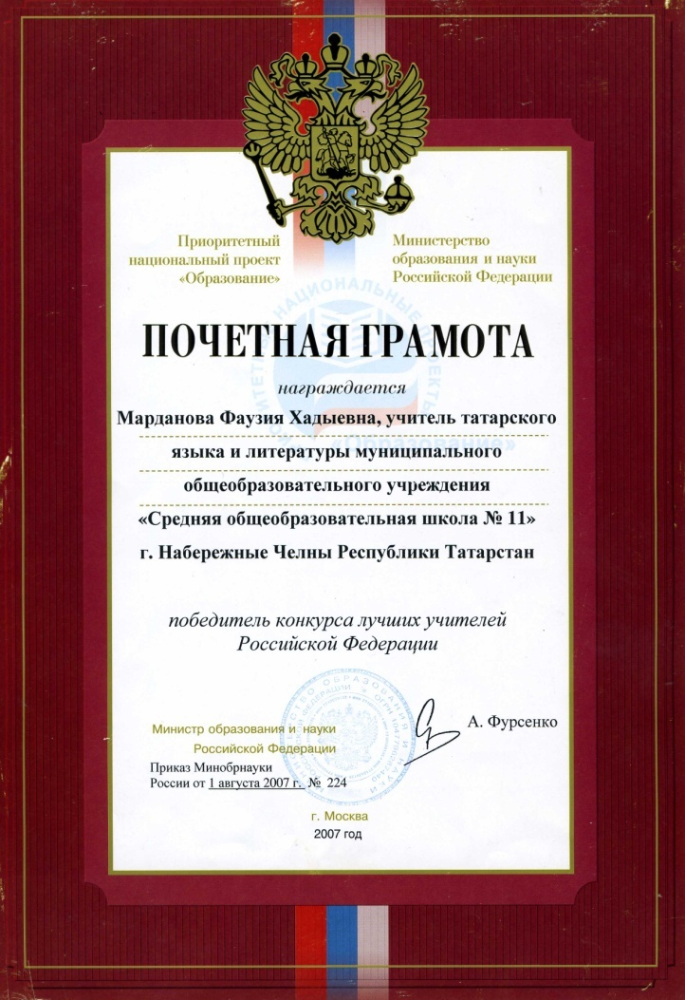 Приоритетный
национальный проект
«Образование»
Министерство
образования и науки
Российской Федерации
ПОЧЕТНАЯ ГРАМОТА
награждается
Марданова Фаузия Хадыевна, учитель татарского
языка и литературы муниципального
общеобразовательного учреждения
«Средняя общеобразовательная школа № 11»
г. Набережные Челны Республики Татарстан
победитель конкурса лучших учителей
Российской Федерации
Министр образования и науки
Российской Федерации
А. Фурсенко
Приказ Минобрнауки
России от 1 августа 2007 г. № 224
г. Москва
2007 год
«Образование»